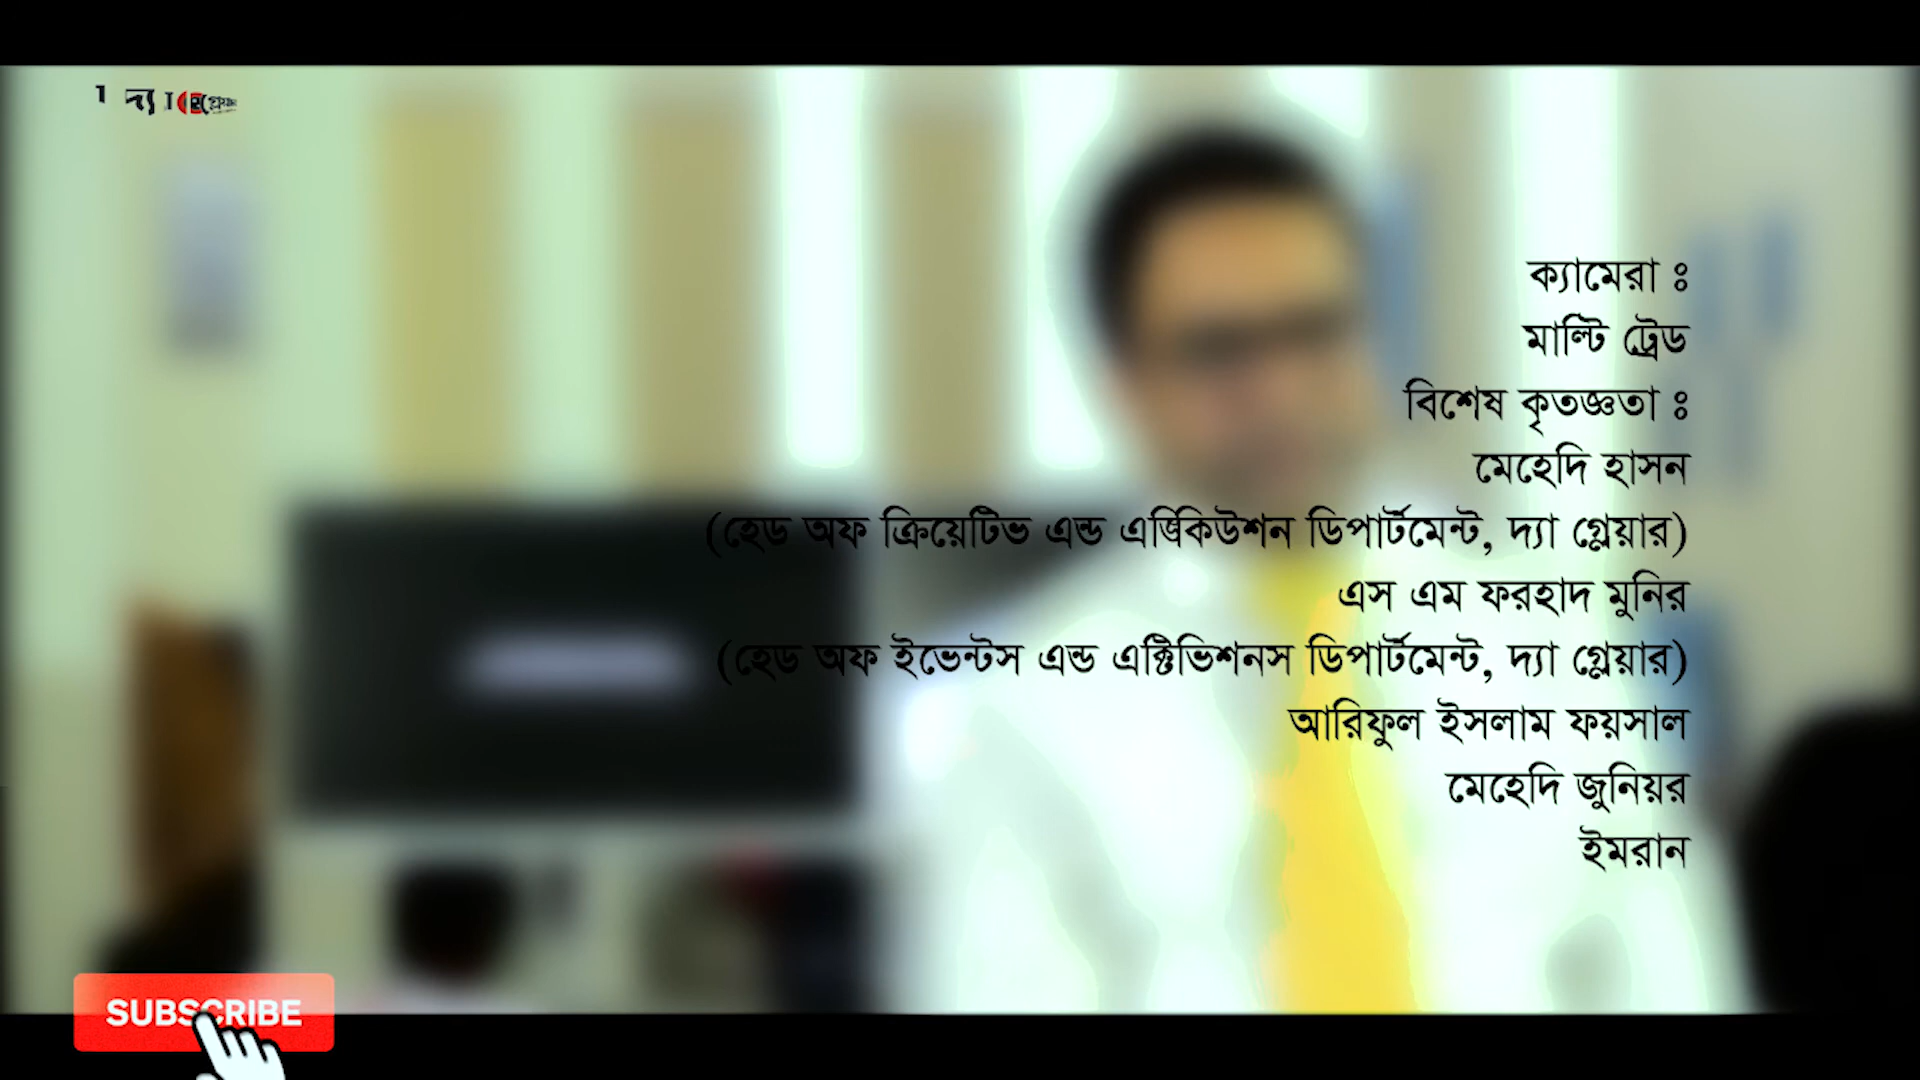 দ্যা
ক্যামেরা ঃ
মাল্টি ট্রেড
বিশেষ কৃতজ্ঞতা ঃ
মেহেদি হাসন
(হেড অফ ক্রিয়েটিভ এন্ড এক্সিকিউশন ডিপার্টমেন্ট, দ্যা গ্লেয়ার)
এস এম ফরহাদ মুনির
(হেড অফ ইভেন্টস এন্ড এক্টিভিশনস ডিপার্টমেন্ট, দ্যা গ্লেয়ার)
আরিফুল ইসলাম ফয়সাল
মেহেদি জুনিয়র
ইমরান
SUBSCRIBE